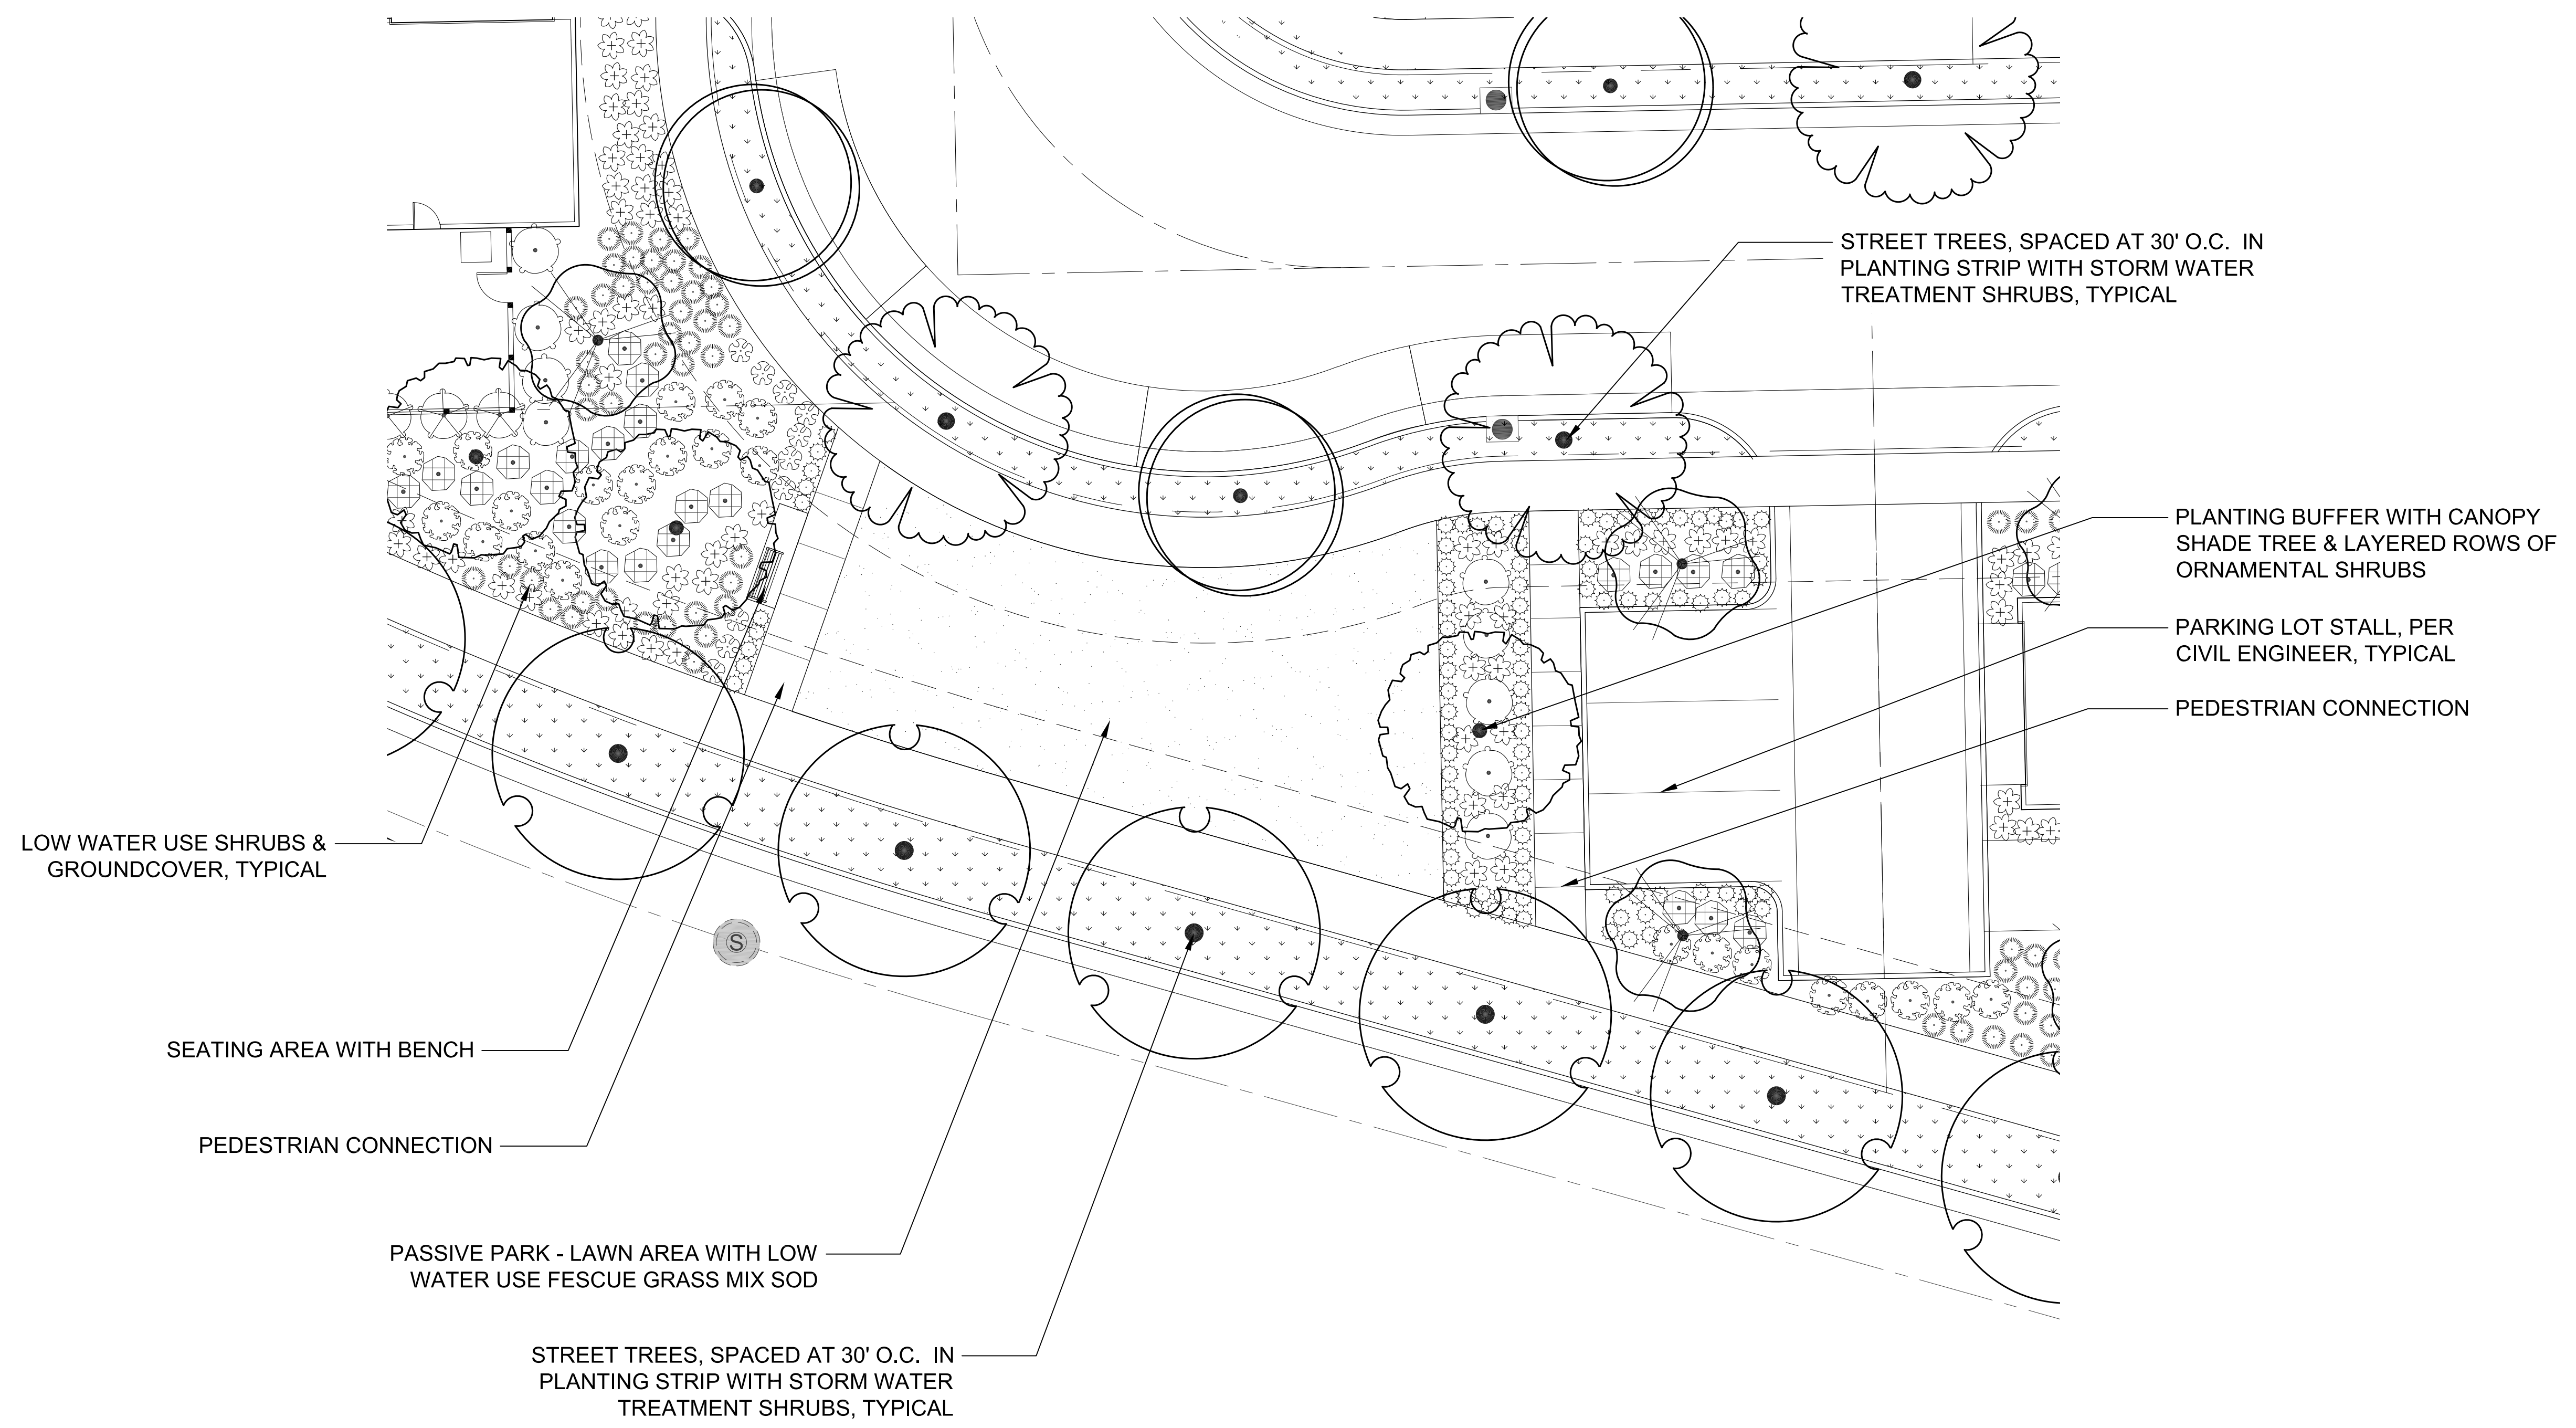 STREET TREES, SPACED AT 30' O.C. IN
PLANTING STRIP WITH STORM WATER
TREATMENT SHRUBS, TYPICAL
PLANTING BUFFER WITH CANOPY
SHADE TREE & LAYERED ROWS OF
ORNAMENTAL SHRUBS
PARKING LOT STALL, PER
CIVIL ENGINEER, TYPICAL
PEDESTRIAN CONNECTION
LOW WATER USE SHRUBS &
GROUNDCOVER, TYPICAL
S
SEATING AREA WITH BENCH
PEDESTRIAN CONNECTION
PASSIVE PARK - LAWN AREA WITH LOW
WATER USE FESCUE GRASS MIX SOD
STREET TREES, SPACED AT 30' O.C. IN
PLANTING STRIP WITH STORM WATER
TREATMENT SHRUBS, TYPICAL